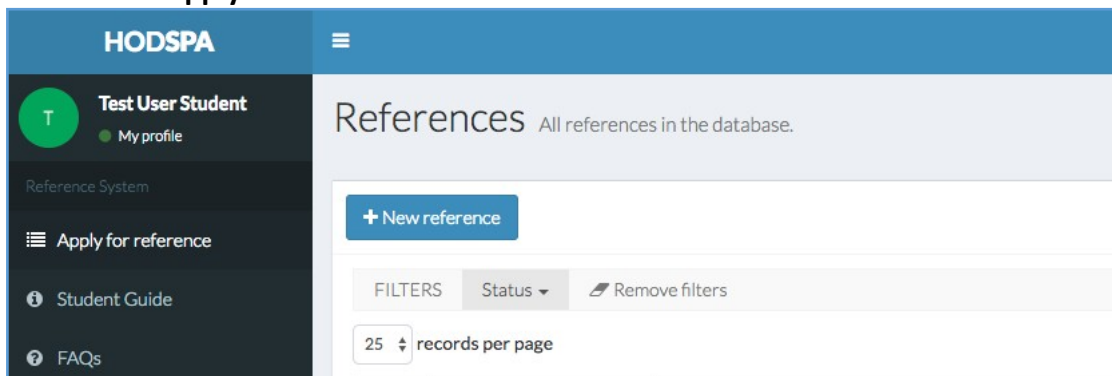 HODSPA
T
Test User Student
My profile
References All references in the database.
Reference System
+ New reference
Apply for reference
FILTERS Status Remove filters
Student Guide
25 records per page
FAQs